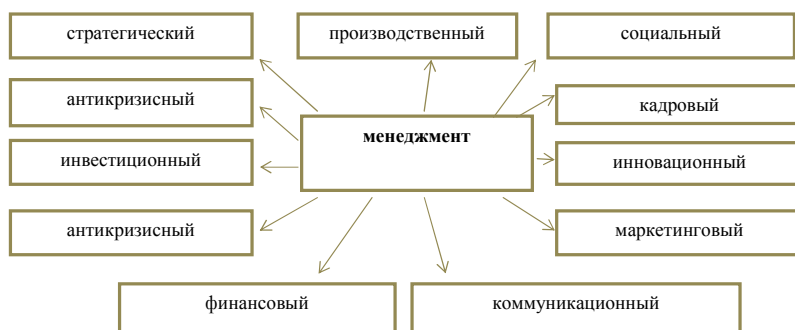 стратегический
производственный
социальный
антикризисный
кадровый
менеджмент
инвестиционный
инновационный
антикризисный
маркетинговый
финансовый
коммуникационный